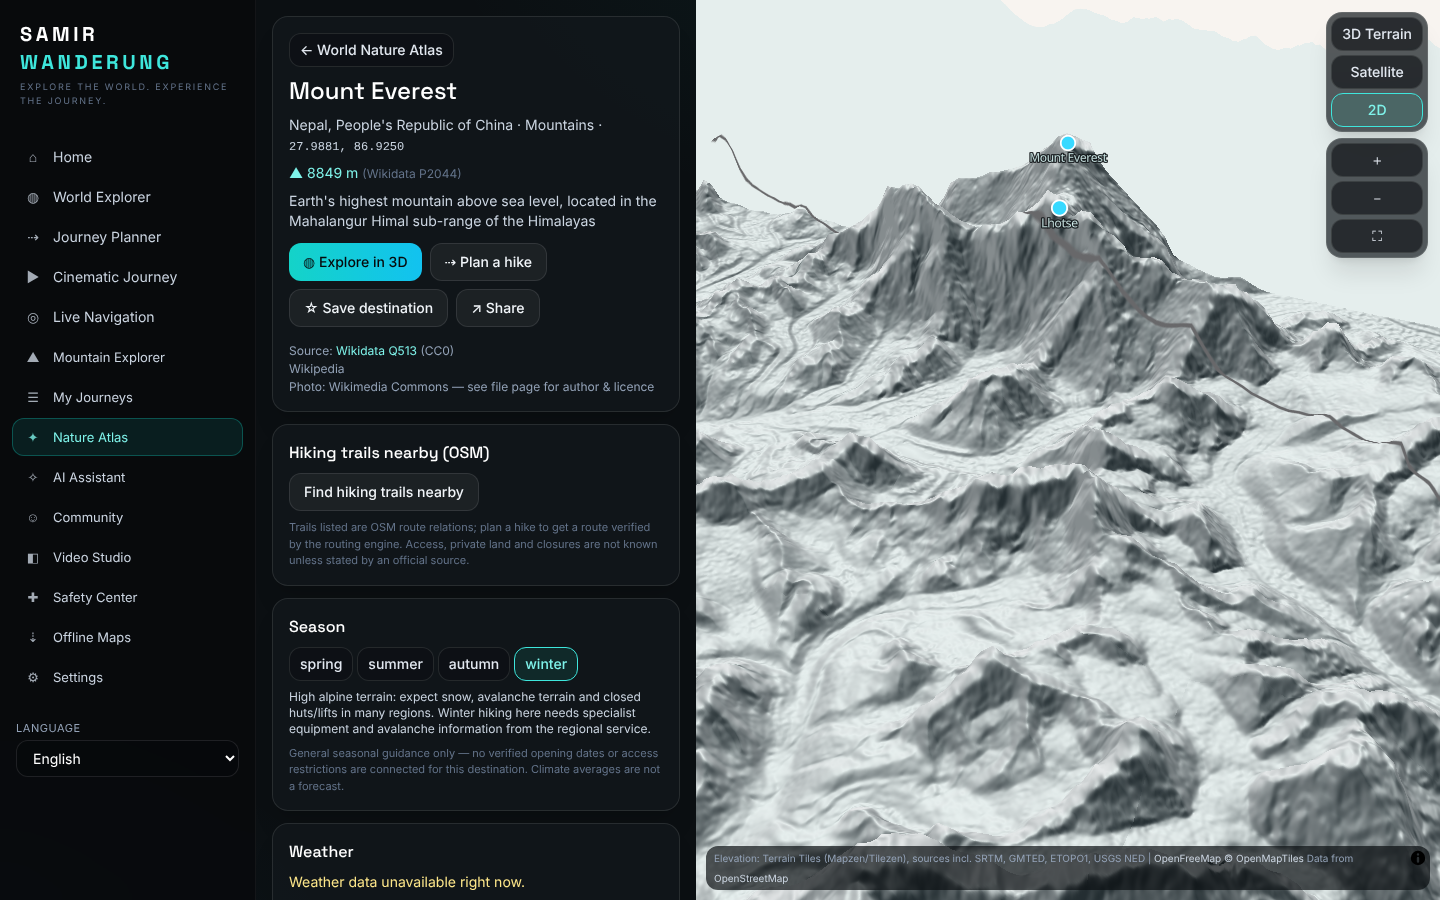 SAMIR
WANDERUNG
EXPLORE THE WORLD. EXPERIENCE
THE JOURNEY.
Home
World Explorer
Journey Planner
Cinematic Journey
Live Navigation
Mountain Explorer
My Journeys
Nature Atlas
AI Assistant
Community
Video Studio
Safety Center
Offline Maps
Settings
LANGUAGE
English
← World Nature Atlas
Mount Everest
Nepal, People's Republic of China · Mountains ·
27.9881, 86.9250
▲ 8849 m (Wikidata P2044)
Earth's highest mountain above sea level, located in the
Mahalangur Himal sub-range of the Himalayas
Explore in 3D
⇢ Plan a hike
☆ Save destination
↗ Share
Source: Wikidata Q513 (CC0)
Wikipedia
Photo: Wikimedia Commons — see file page for author & licence
Hiking trails nearby (OSM)
Find hiking trails nearby
Trails listed are OSM route relations; plan a hike to get a route verified
by the routing engine. Access, private land and closures are not known
unless stated by an official source.
Season
spring
summer
autumn
winter
High alpine terrain: expect snow, avalanche terrain and closed
huts/lifts in many regions. Winter hiking here needs specialist
equipment and avalanche information from the regional service.
General seasonal guidance only — no verified opening dates or access
restrictions are connected for this destination. Climate averages are not
a forecast.
Weather
Weather data unavailable right now.
3D Terrain
Satellite
2D
+
−
Mount Everest
Lhotse
Elevation: Terrain Tiles (Mapzen/Tilezen), sources incl. SRTM, GMTED, ETOPO1, USGS NED | OpenFreeMap © OpenMapTiles Data from
OpenStreetMap